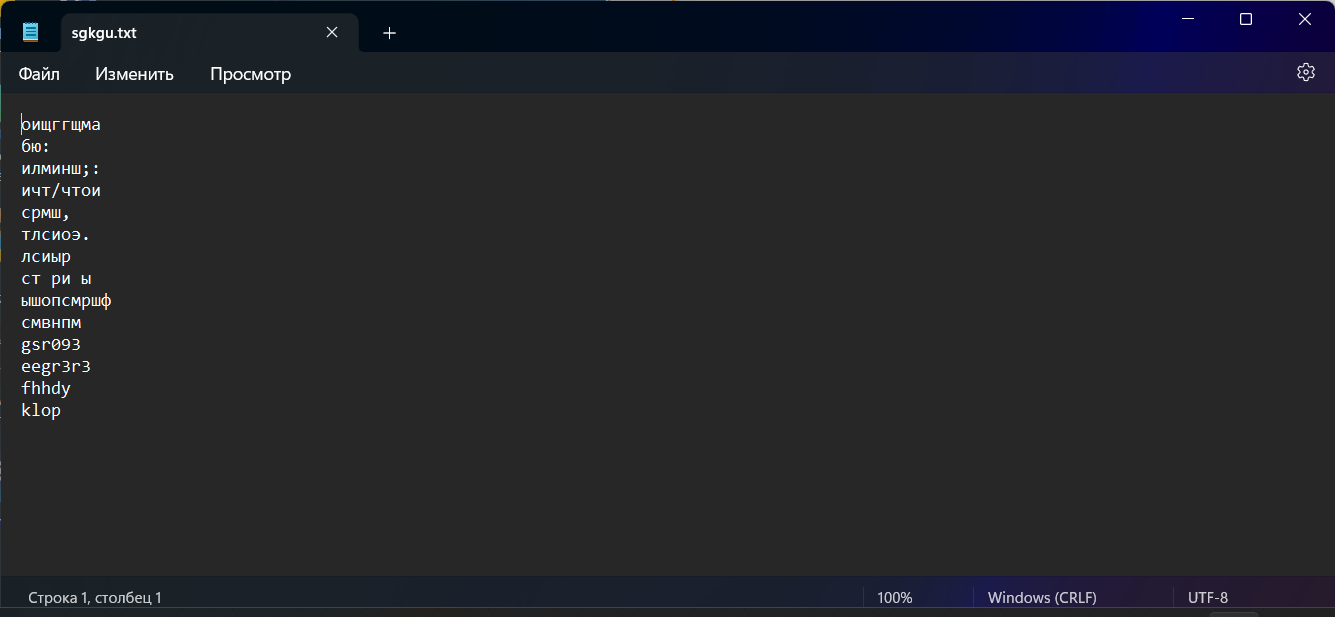 sgkgu.txt
Файл Изменить Просмотр
оищггщма
бю:
илминш;:
ичт/чтои
срмш,
тлсиоэ.
лсиыр
ст ри ы
ышопсмршф
смвнпм
gsr093
eegr3r3
fhhdy
klop
Строка 1, столбец 1 100% Windows (CRLF) UTF-8